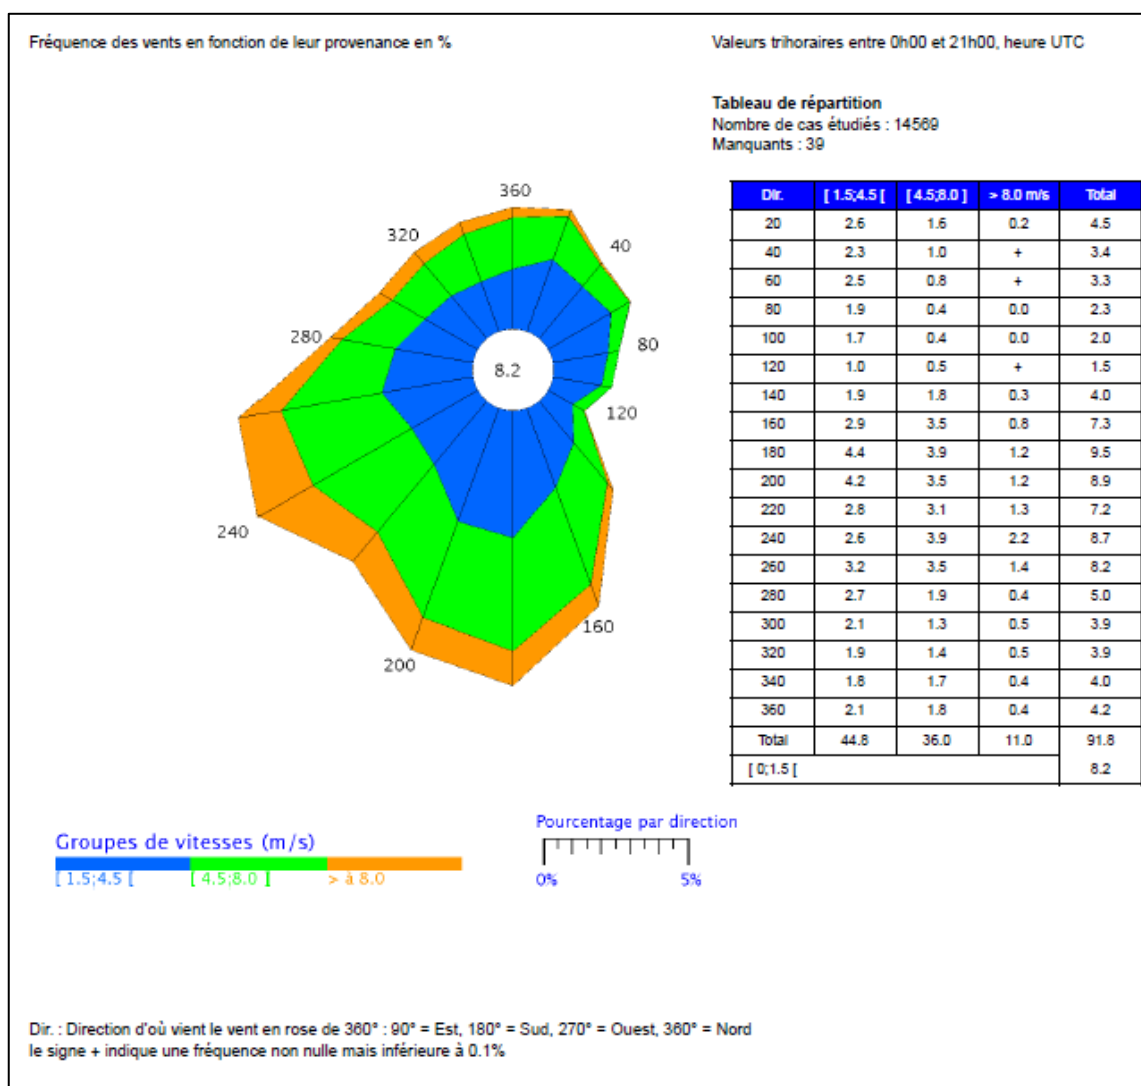 Fréquence des vents en fonction de leur provenance en %
Valeurs trihoraires entre 0h00 et 21h00, heure UTC
Tableau de répartition
Nombre de cas étudiés : 14569
Manquants : 39
360
320
40
280
80
8.2
120
240
160
200
Dir. [ 1.5;4.5 [ [ 4.5;8.0 ] > 8.0 m/s Total
20 2.6 1.6 0.2 4.5
40 2.3 1.0 + 3.4
60 2.5 0.8 + 3.3
80 1.9 0.4 0.0 2.3
100 1.7 0.4 0.0 2.0
120 1.0 0.5 + 1.5
140 1.9 1.8 0.3 4.0
160 2.9 3.5 0.8 7.3
180 4.4 3.9 1.2 9.5
200 4.2 3.5 1.2 8.9
220 2.8 3.1 1.3 7.2
240 2.6 3.9 2.2 8.7
260 3.2 3.5 1.4 8.2
280 2.7 1.9 0.4 5.0
300 2.1 1.3 0.5 3.9
320 1.9 1.4 0.5 3.9
340 1.8 1.7 0.4 4.0
360 2.1 1.8 0.4 4.2
Total 44.8 36.0 11.0 91.8
[ 0;1.5 [ 8.2
Groupes de vitesses (m/s)
[ 1.5;4.5 [ [ 4.5;8.0 ] > à 8.0
Pourcentage par direction
0% 5%
Dir. : Direction d'où vient le vent en rose de 360° : 90° = Est, 180° = Sud, 270° = Ouest, 360° = Nord
le signe + indique une fréquence non nulle mais inférieure à 0.1%